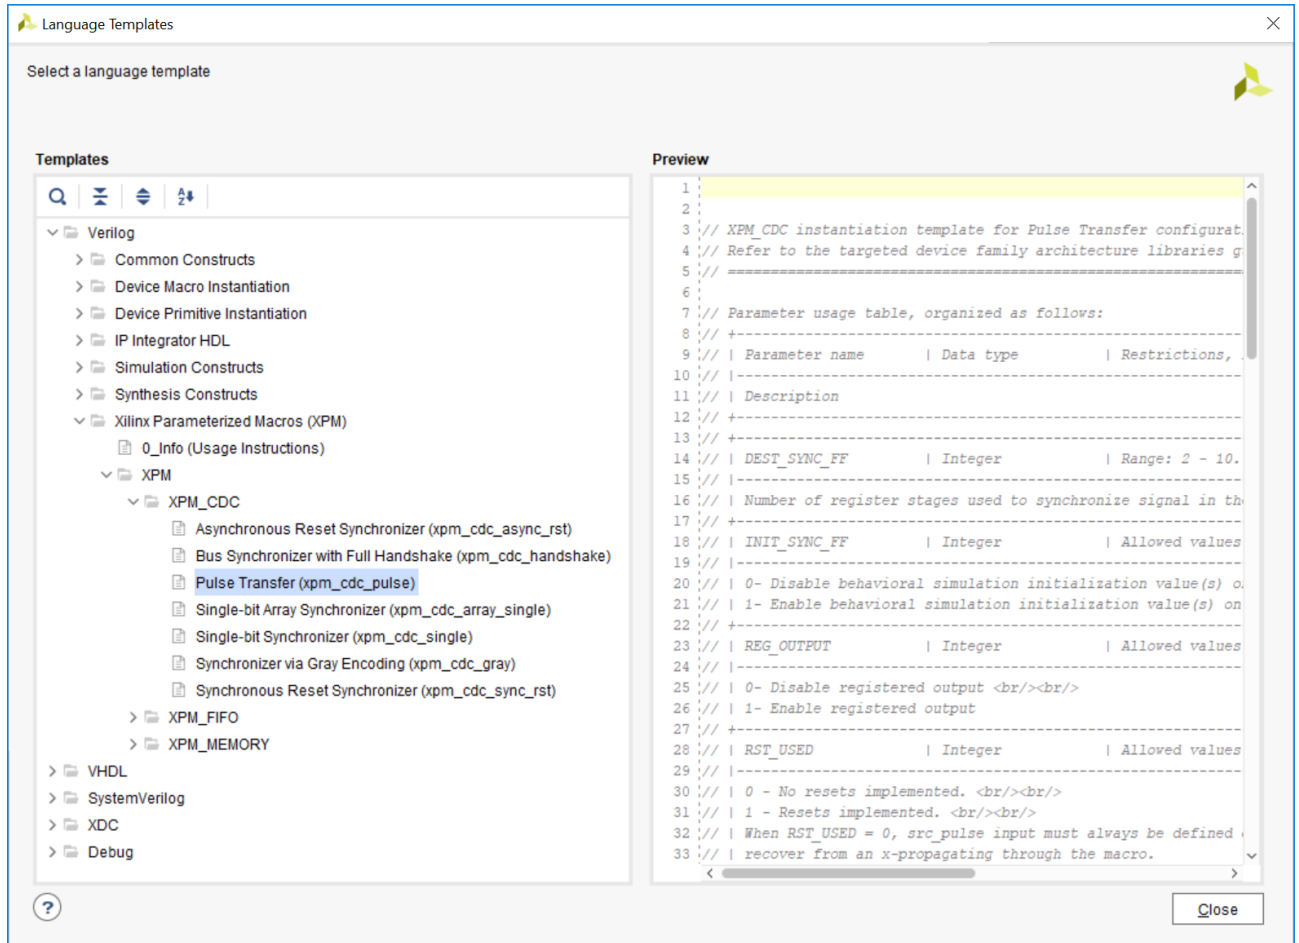 Language Templates
Select a language template
Templates
Verilog
Common Constructs
Device Macro Instantiation
Device Primitive Instantiation
IP Integrator HDL
Simulation Constructs
Synthesis Constructs
Xilinx Parameterized Macros (XPM)
0_Info (Usage Instructions)
XPM
XPM_CDC
Asynchronous Reset Synchronizer (xpm_cdc_async_rst)
Bus Synchronizer with Full Handshake (xpm_cdc_handshake)
Pulse Transfer (xpm_cdc_pulse)
Single-bit Array Synchronizer (xpm_cdc_array_single)
Single-bit Synchronizer (xpm_cdc_single)
Synchronizer via Gray Encoding (xpm_cdc_gray)
Synchronous Reset Synchronizer (xpm_cdc_sync_rst)
XPM_FIFO
XPM_MEMORY
VHDL
SystemVerilog
XDC
Debug
Preview
1
2
3 // XPM_CDC instantiation template for Pulse Transfer configurat
4 // Refer to the targeted device family architecture libraries g
5 // ============================================================
6
7 // Parameter usage table, organized as follows:
8 // +-----------------------------------------------------------
9 // | Parameter name | Data type | Restrictions,
10 // |-----------------------------------------------------------
11 // | Description
12 // +-----------------------------------------------------------
13 // +-----------------------------------------------------------
14 // | DEST_SYNC_FF | Integer | Range: 2 - 10.
15 // |-----------------------------------------------------------
16 // | Number of register stages used to synchronize signal in th
17 // +-----------------------------------------------------------
18 // | INIT_SYNC_FF | Integer | Allowed values
19 // |-----------------------------------------------------------
20 // | 0- Disable behavioral simulation initialization value(s) o
21 // | 1- Enable behavioral simulation initialization value(s) on
22 // +-----------------------------------------------------------
23 // | REG_OUTPUT | Integer | Allowed values
24 // |-----------------------------------------------------------
25 // | 0- Disable registered output <br/><br/>
26 // | 1- Enable registered output
27 // +-----------------------------------------------------------
28 // | RST_USED | Integer | Allowed values
29 // |-----------------------------------------------------------
30 // | 0 - No resets implemented. <br/><br/>
31 // | 1 - Resets implemented. <br/><br/>
32 // | When RST_USED = 0, src_pulse input must always be defined
33 // | recover from an x-propagating through the macro.
?
Close